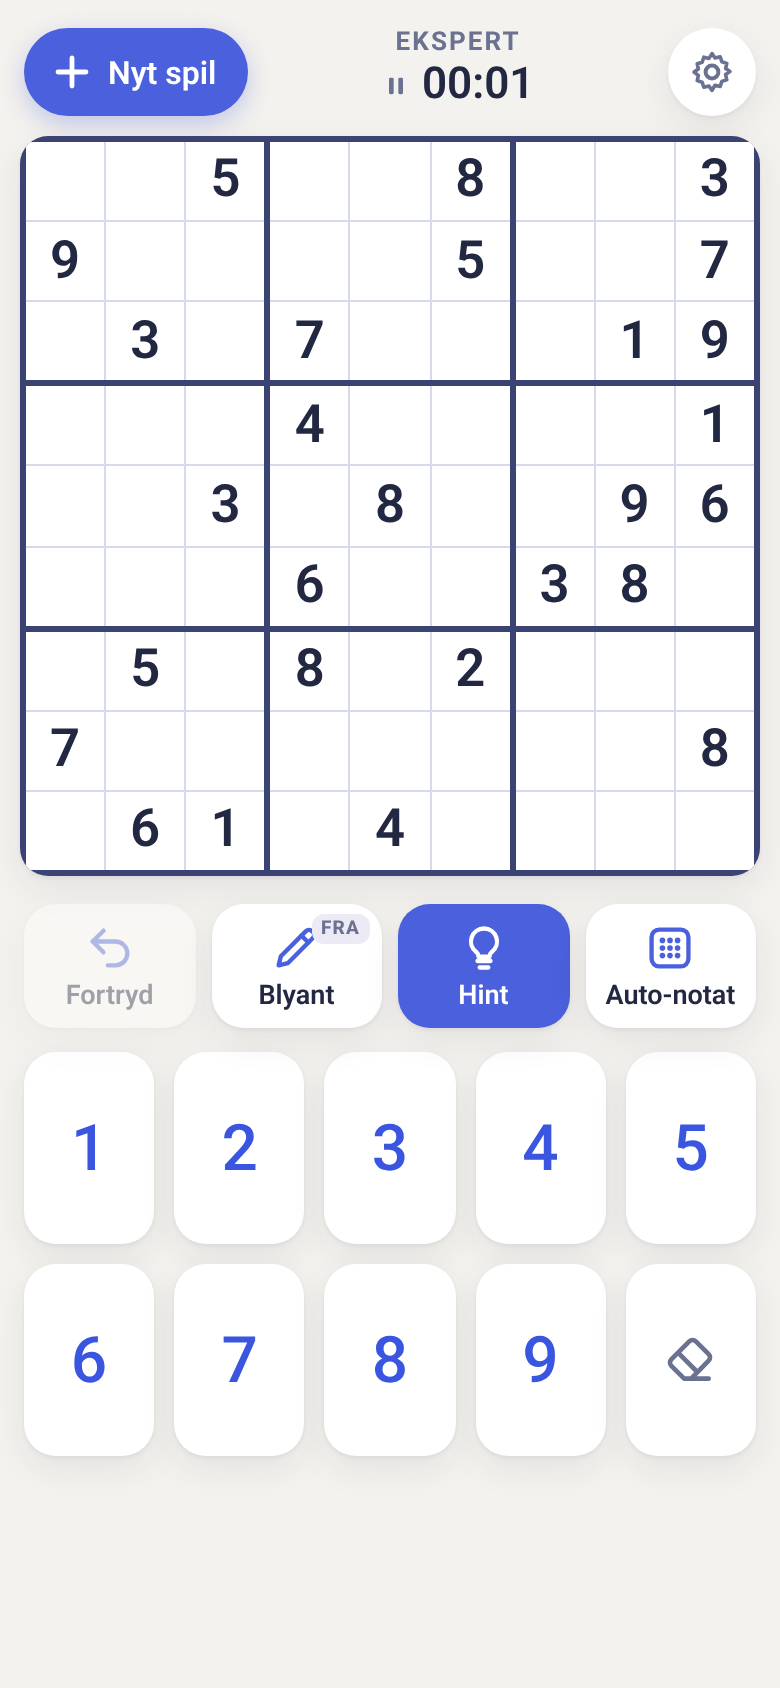 Nyt spil
EKSPERT
00:01
5 8 3
9 5 7
3 7 1 9
4 1
3 8 9 6
6 3 8
5 8 2
7 8
6 1 4
Fortryd
Blyant
FRA
Hint
Auto-notat
1 2 3 4 5
6 7 8 9